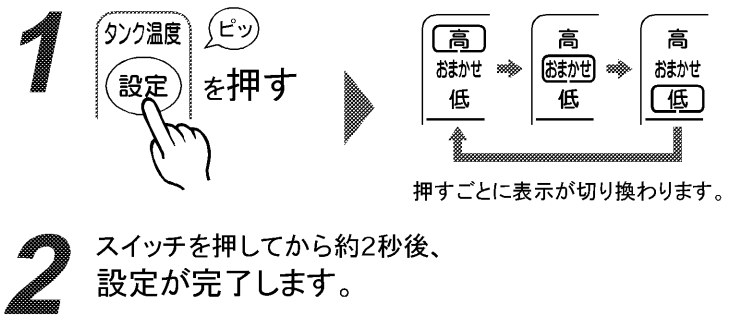 1
タンク温度
ピッ
設定
を押す
高
おまかせ
低
高
おまかせ
低
高
おまかせ
低
押すごとに表示が切り換わります。
2
スイッチを押してから約2秒後、
設定が完了します。